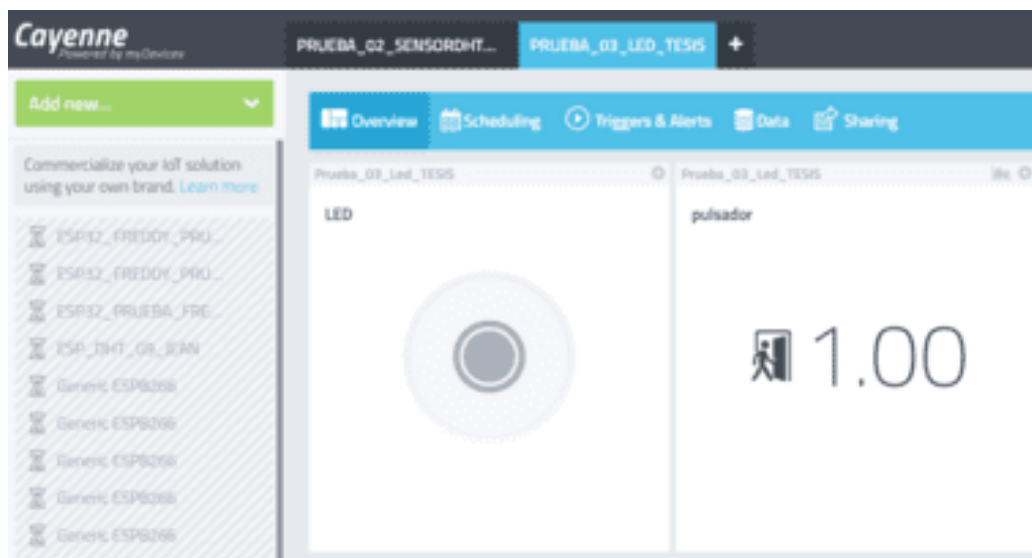 Cayenne
Powered by myDevices
PRUEBA_02_SENSORDHT...
PRUEBA_03_LED_TESIS
+
Add new...
Overview
Scheduling
Triggers & Alerts
Data
Sharing
Commercialize your IoT solution
using your own brand. Learn more
ESP32_FREDDY_PRU...
ESP32_FREDDY_PRU...
ESP32_PRUEBA_FRE...
ESP_DHT_G9_JEAN
Generic ESP8266
Generic ESP8266
Generic ESP8266
Generic ESP8266
Generic ESP8266
Prueba_03_Led_TESIS
LED
Prueba_03_Led_TESIS
pulsador
1.00